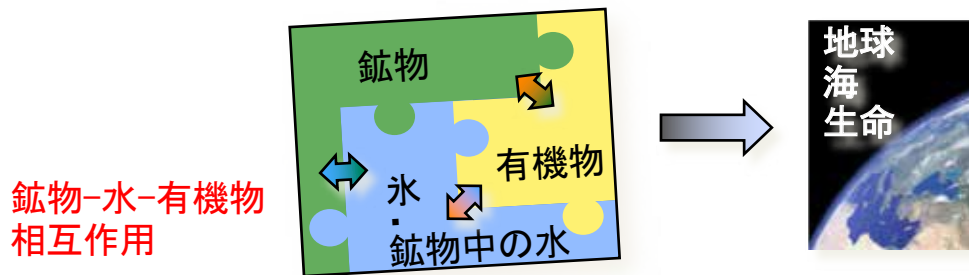 鉱物-水-有機物
相互作用
鉱物
有機物
氷
・
鉱物中の水
地球
海
生命